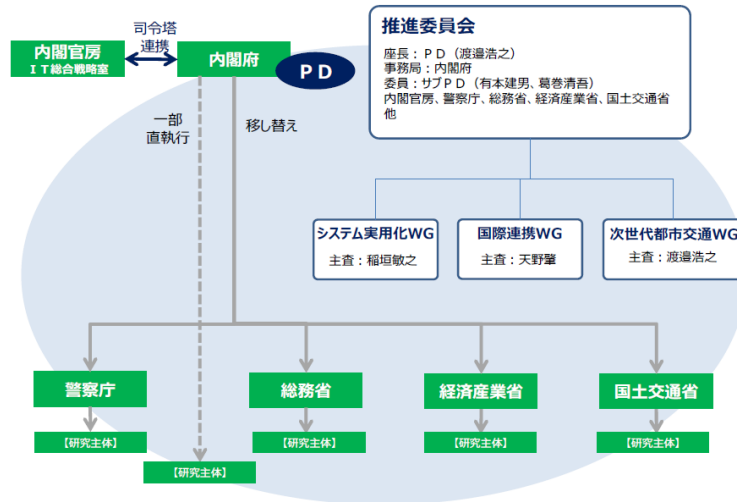 内閣官房
IT総合戦略室
司令塔
連携
内閣府
PD
推進委員会
座長:PD(渡邉浩之)
事務局:内閣府
委員:サブPD(有本建男、葛巻清吾)
内閣官房、警察庁、総務省、経済産業省、国土交通省
他
一部
直執行
移し替え
システム実用化WG
主査:稲垣敏之
国際連携WG
主査:天野肇
次世代都市交通WG
主査:渡邉浩之
警察庁
総務省
経済産業省
国土交通省
【研究主体】
【研究主体】
【研究主体】
【研究主体】
【研究主体】